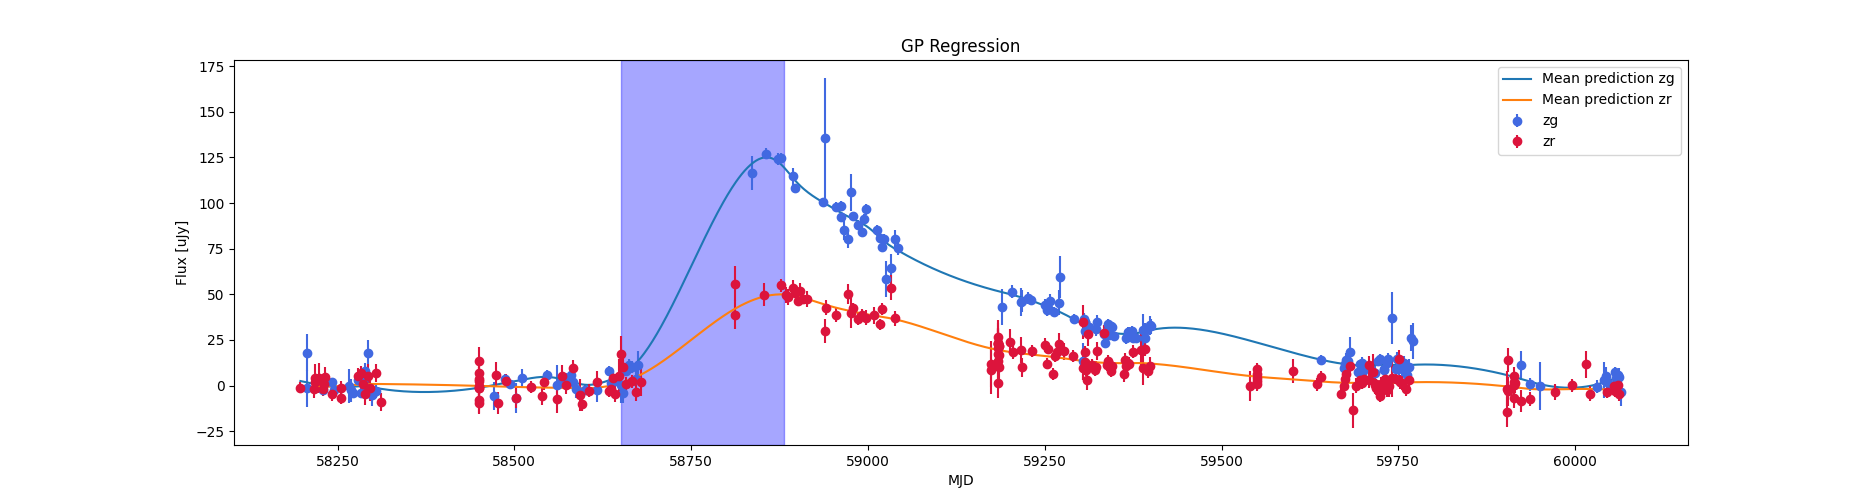 GP Regression
175
150
125
100
75
50
25
0
−25
Flux [uJy]
58250
58500
58750
59000
59250
59500
59750
60000
MJD
Mean prediction zg
Mean prediction zr
zg
zr